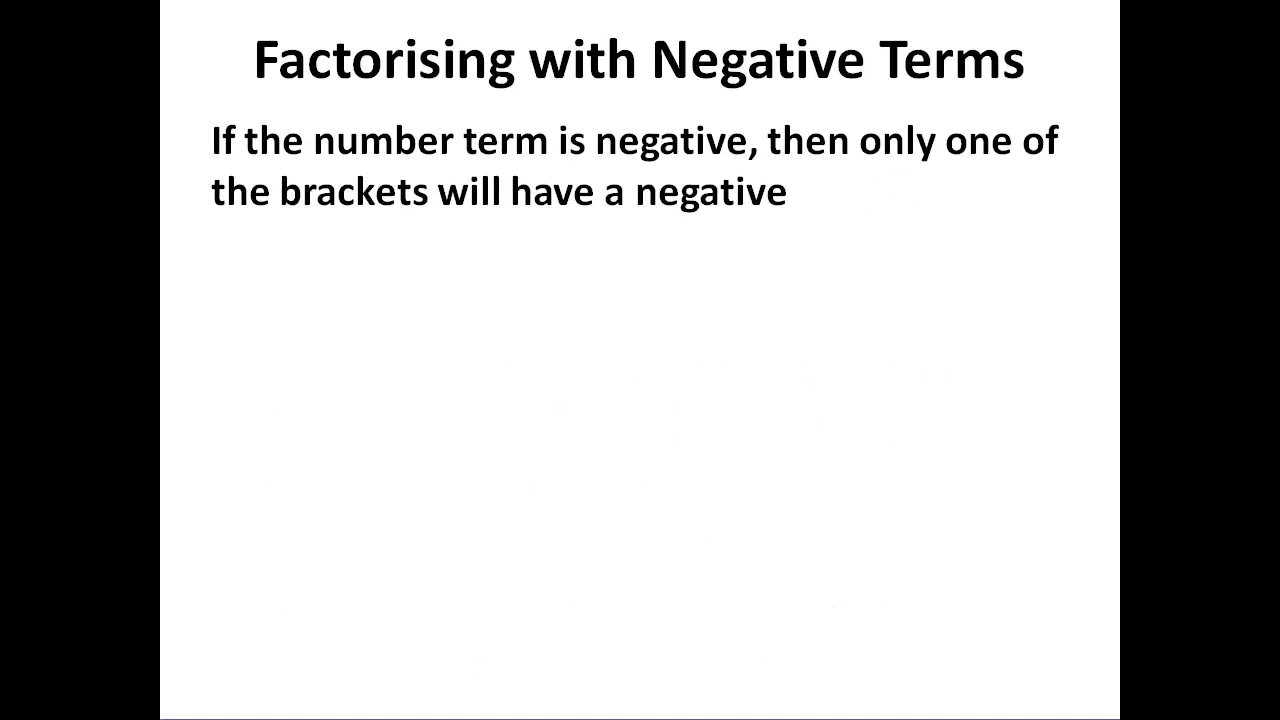 Factorising with Negative Terms
If the number term is negative, then only one of
the brackets will have a negative